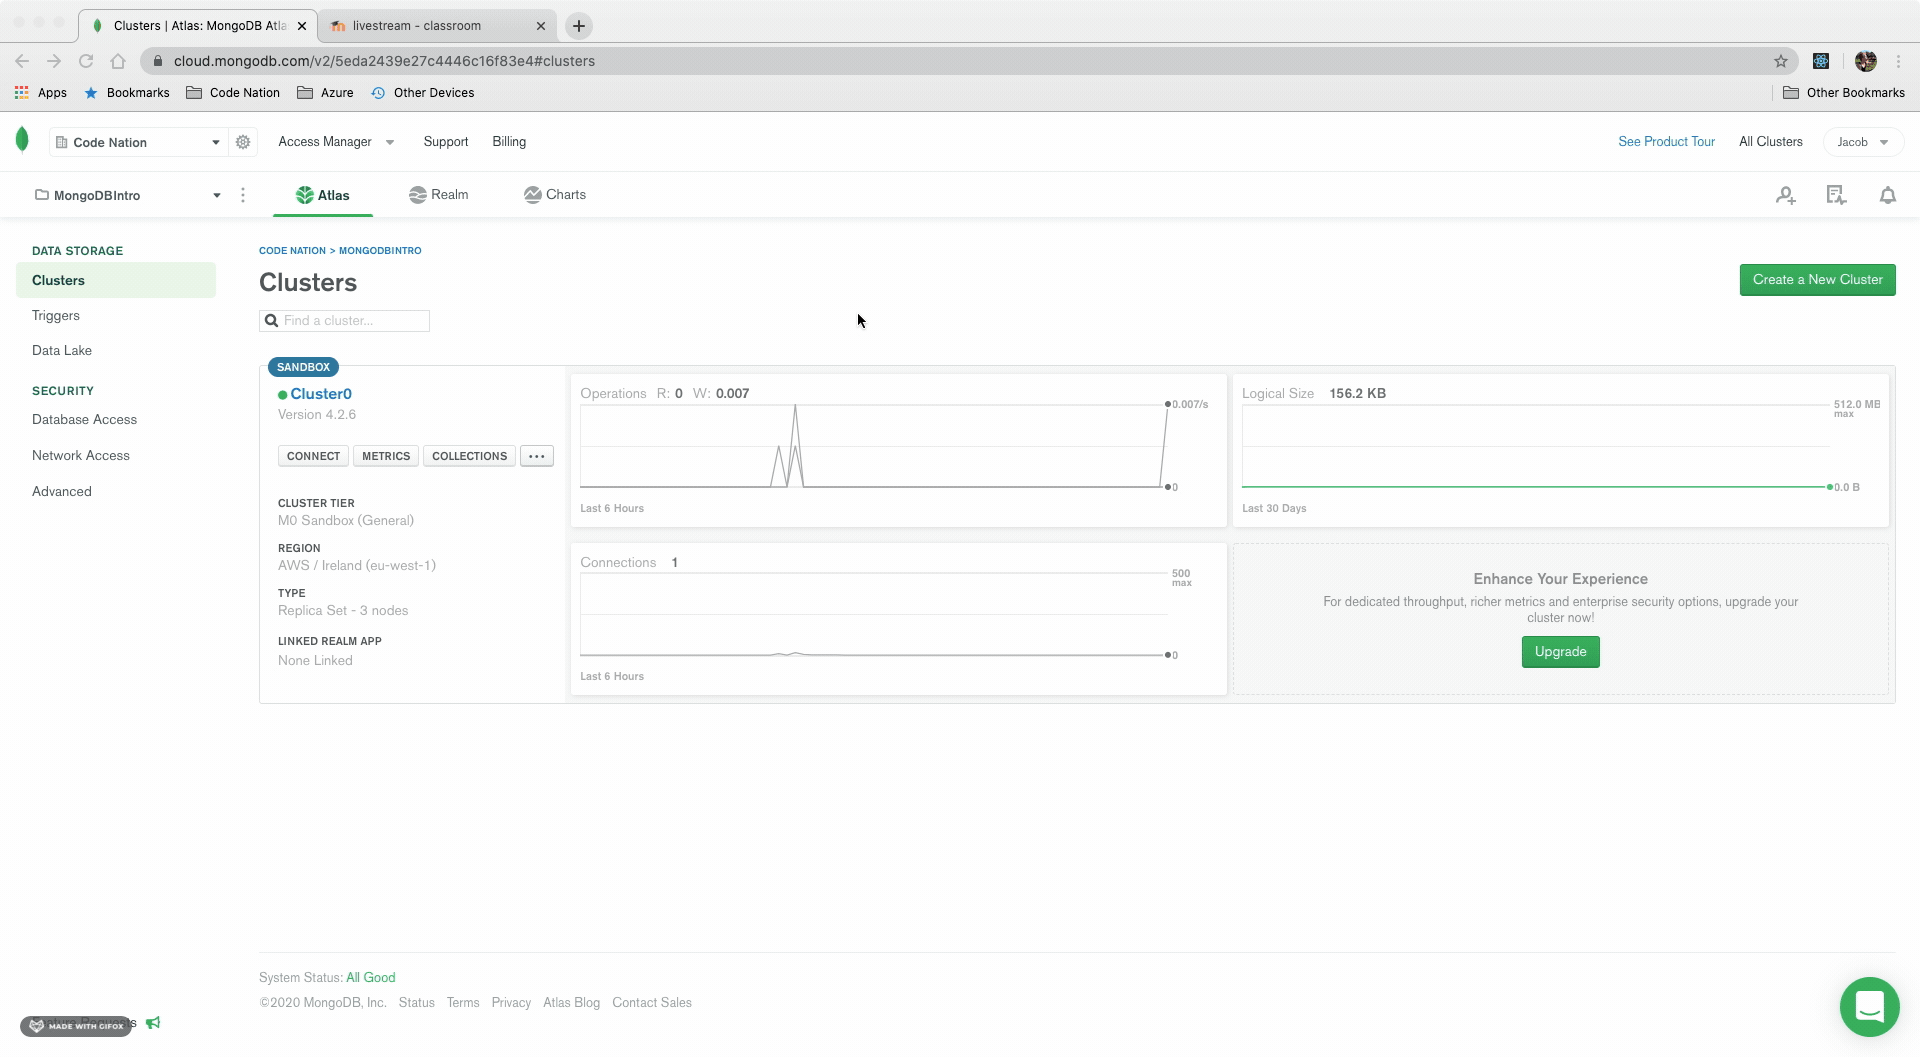 Clusters | Atlas: MongoDB Atla
livestream - classroom
cloud.mongodb.com/v2/5eda2439e27c4446c16f83e4#clusters
Apps Bookmarks Code Nation Azure Other Devices Other Bookmarks
Code Nation Access Manager Support Billing See Product Tour All Clusters Jacob
MongoDBIntro Atlas Realm Charts
DATA STORAGE
Clusters
Triggers
Data Lake
SECURITY
Database Access
Network Access
Advanced
CODE NATION > MONGODBINTRO
Clusters
Create a New Cluster
Find a cluster...
SANDBOX
Cluster0
Version 4.2.6
CONNECT METRICS COLLECTIONS ...
CLUSTER TIER
M0 Sandbox (General)
REGION
AWS / Ireland (eu-west-1)
TYPE
Replica Set - 3 nodes
LINKED REALM APP
None Linked
Operations R: 0 W: 0.007
0.007/s
0
Last 6 Hours
Logical Size 156.2 KB
512.0 MB
max
0.0 B
Last 30 Days
Connections 1
500
max
0
Last 6 Hours
Enhance Your Experience
For dedicated throughput, richer metrics and enterprise security options, upgrade your
cluster now!
Upgrade
System Status: All Good
©2020 MongoDB, Inc. Status Terms Privacy Atlas Blog Contact Sales
MADE WITH GIFOX